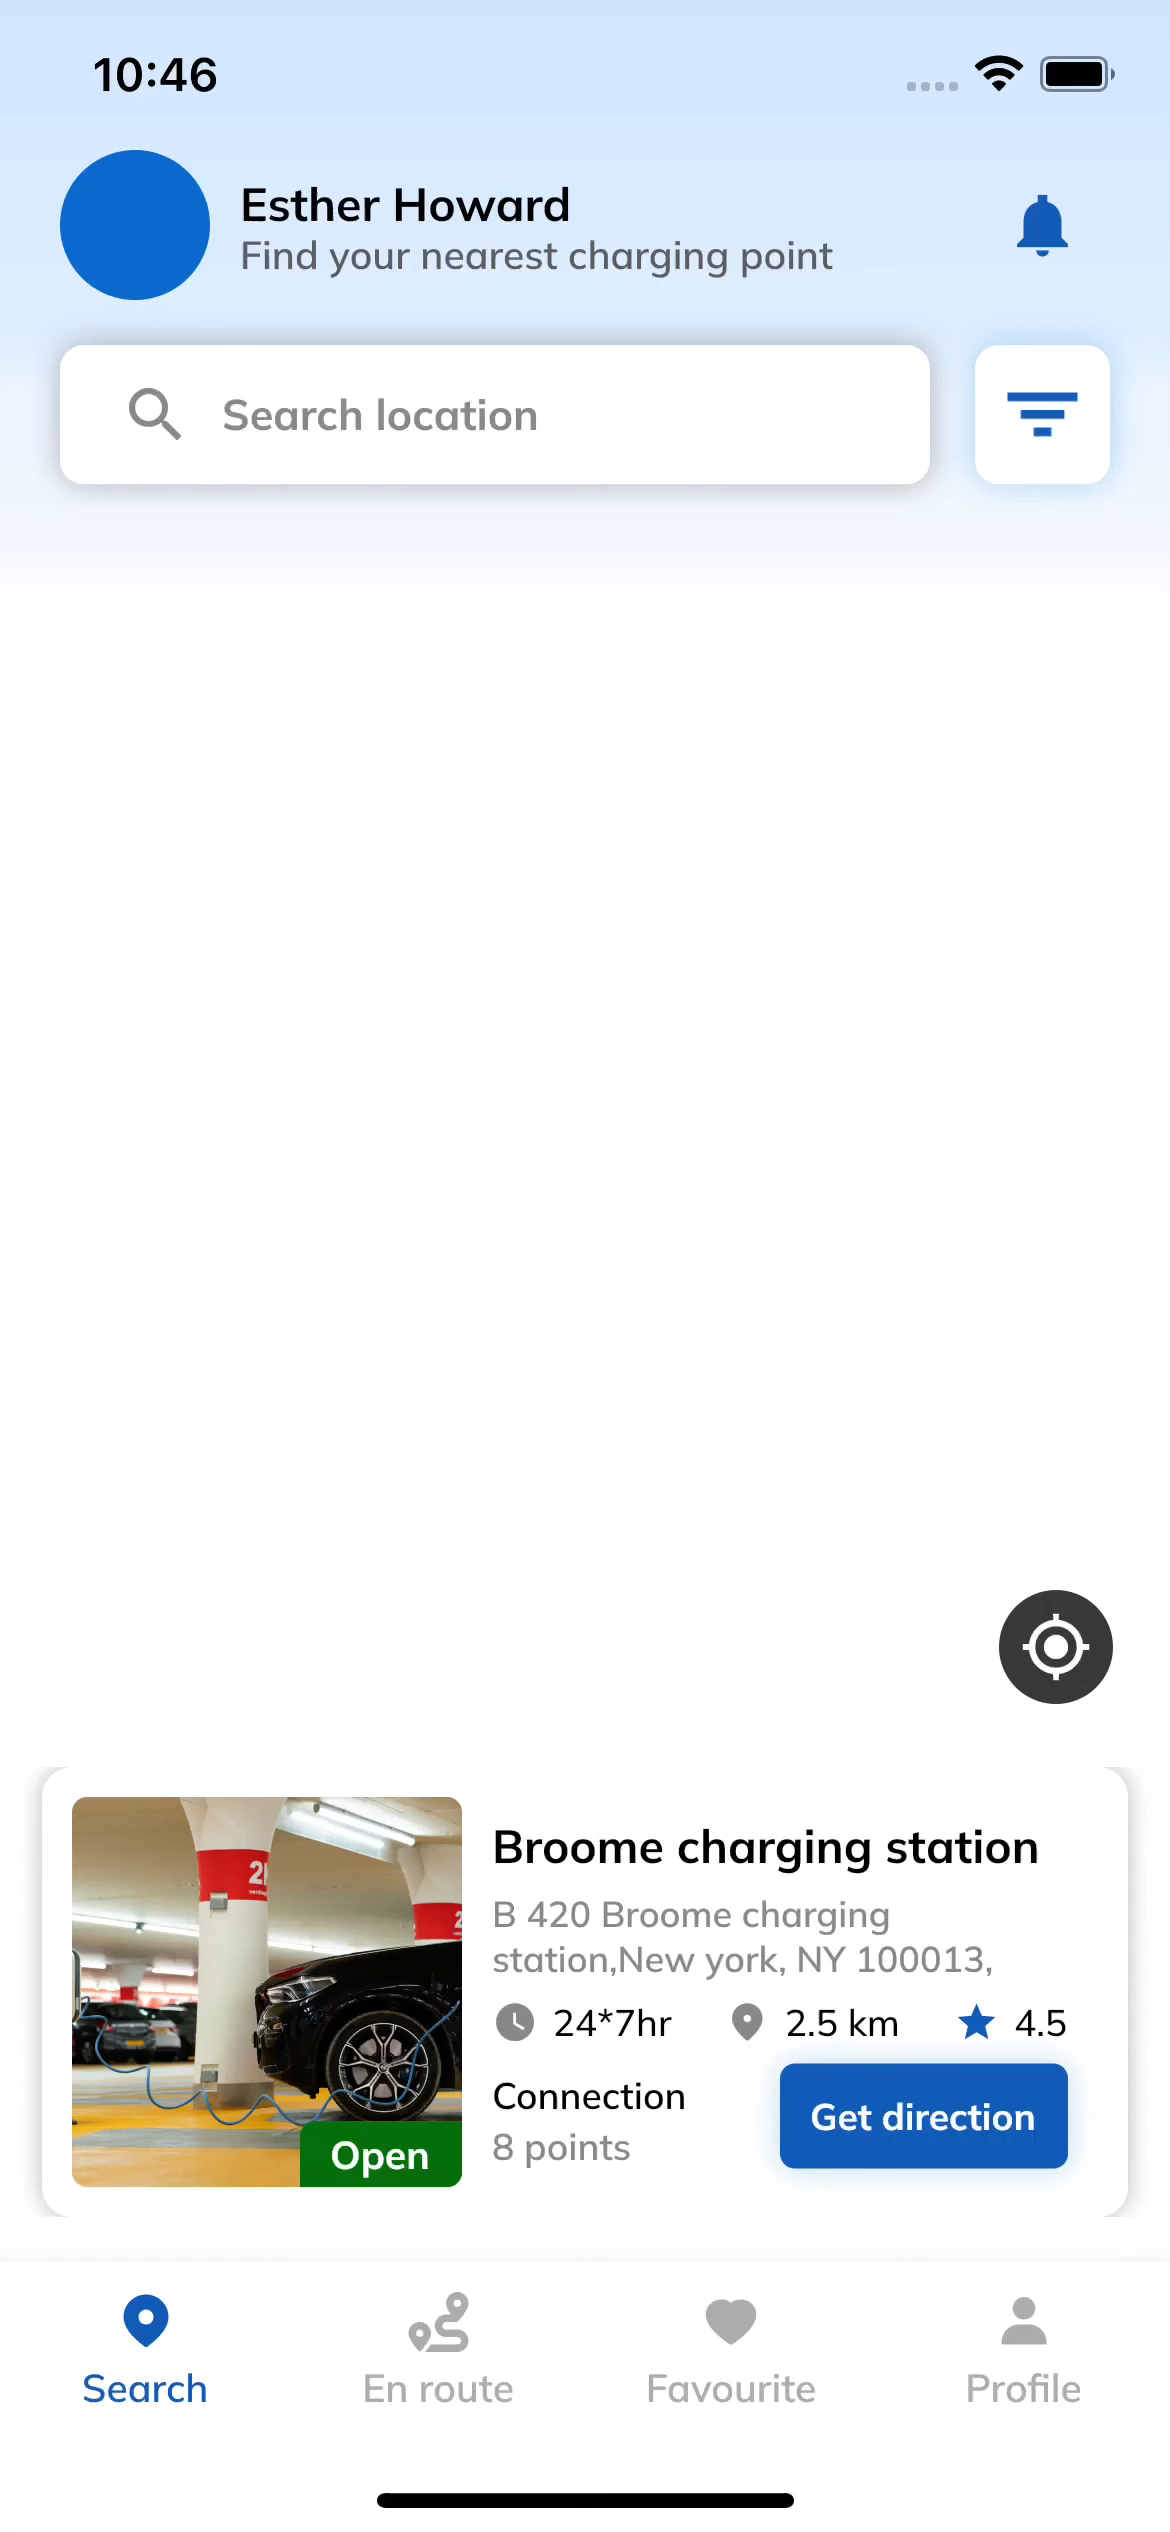 10:46
Esther Howard
Find your nearest charging point
Search location
Broome charging station
B 420 Broome charging
station,New york, NY 100013,
24*7hr
2.5 km
4.5
Connection
8 points
Get direction
Open
Search
En route
Favourite
Profile